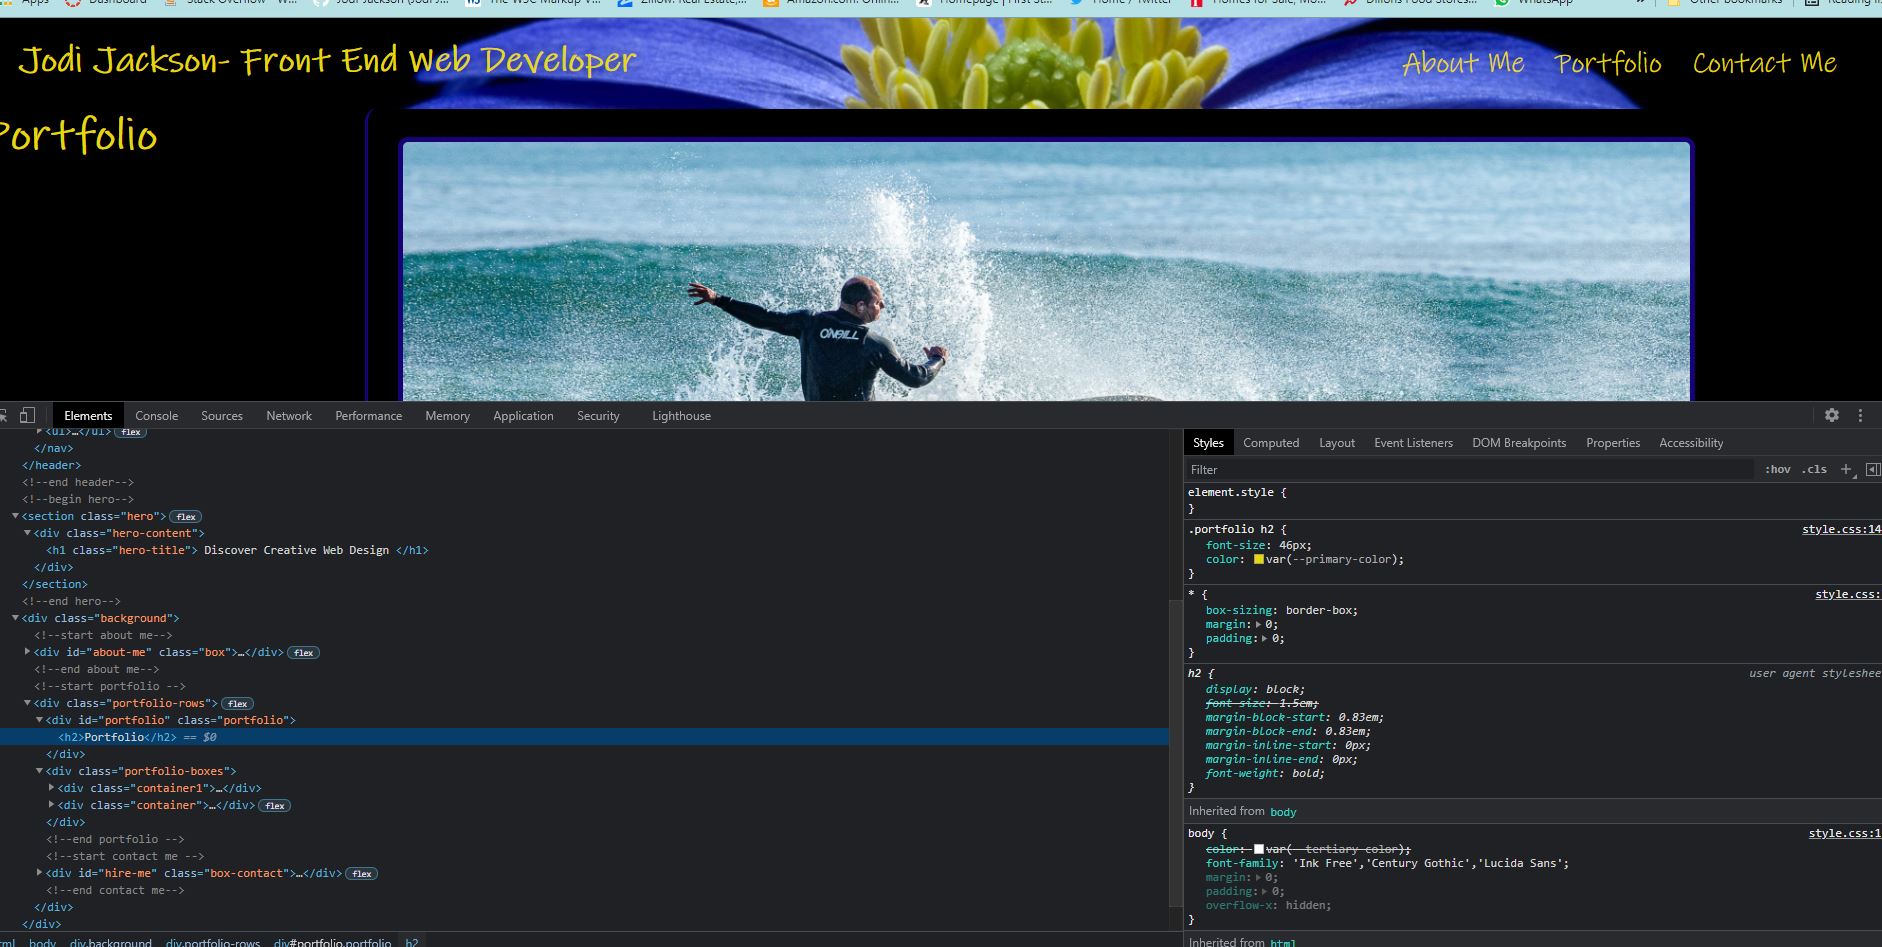 Apps Dashboard Stack Overflow - W... Jodi Jackson (Jodi J... The W3C Markup V... Zillow: Real Estate,... Amazon.com: Onlin... Homepage | First St... Home / Twitter Homes for Sale, Mo... Dillons Food Stores... WhatsApp » Other bookmarks Reading li
Jodi Jackson- Front End Web Developer
About Me Portfolio Contact Me
Portfolio
O'NEILL
Elements Console Sources Network Performance Memory Application Security Lighthouse
<ul>…</ul> flex
</nav>
</header>
<!--end header-->
<!--begin hero-->
<section class="hero"> flex
<div class="hero-content">
<h1 class="hero-title"> Discover Creative Web Design </h1>
</div>
</section>
<!--end hero-->
<div class="background">
<!--start about me-->
<div id="about-me" class="box">…</div> flex
<!--end about me-->
<!--start portfolio -->
<div class="portfolio-rows"> flex
<div id="portfolio" class="portfolio">
<h2>Portfolio</h2> == $0
</div>
<div class="portfolio-boxes">
<div class="container1">…</div>
<div class="container">…</div> flex
</div>
<!--end portfolio -->
<!--start contact me -->
<div id="hire-me" class="box-contact">…</div> flex
<!--end contact me-->
</div>
</div>
tml body div.background div.portfolio-rows div#portfolio.portfolio h2
Styles Computed Layout Event Listeners DOM Breakpoints Properties Accessibility
Filter :hov .cls +
element.style {
}
.portfolio h2 { style.css:14
font-size: 46px;
color: var(--primary-color);
}
* { style.css:
box-sizing: border-box;
margin: 0;
padding: 0;
}
h2 { user agent styleshee
display: block;
font-size: 1.5em;
margin-block-start: 0.83em;
margin-block-end: 0.83em;
margin-inline-start: 0px;
margin-inline-end: 0px;
font-weight: bold;
}
Inherited from body
body { style.css:1
color: var(--tertiary-color);
font-family: 'Ink Free','Century Gothic','Lucida Sans';
margin: 0;
padding: 0;
overflow-x: hidden;
}
Inherited from html